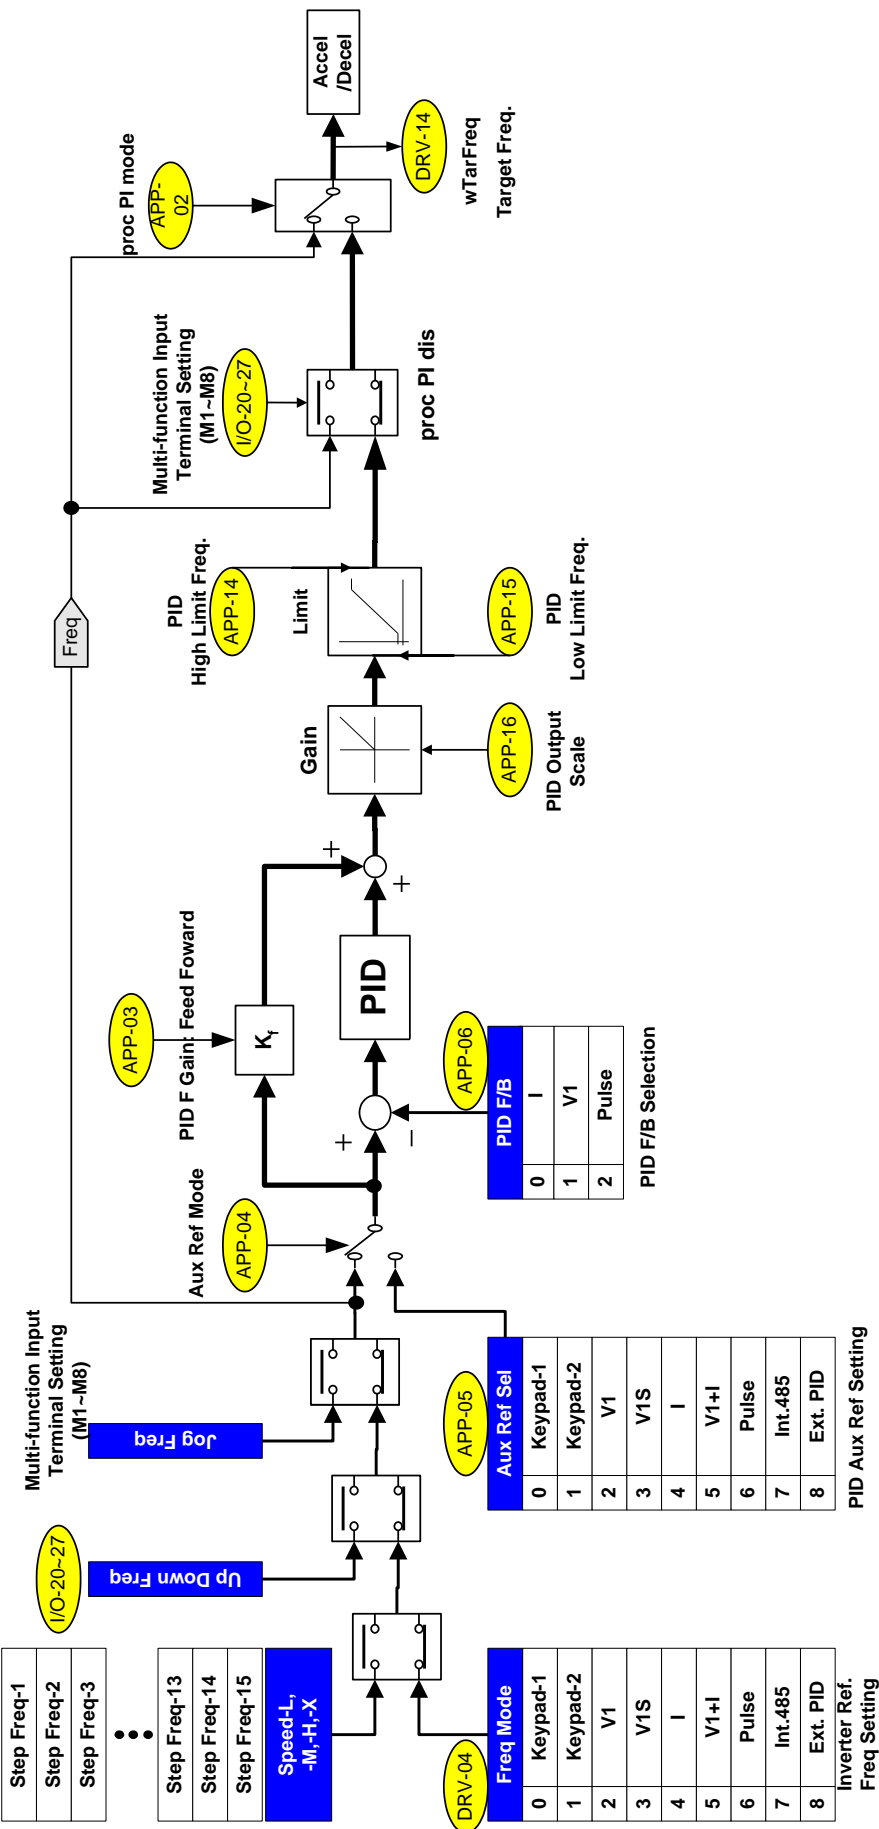 Step Freq-1
Step Freq-2
Step Freq-3
Step Freq-13
Step Freq-14
Step Freq-15
Speed-L,
-M,-H,-X
DRV-04
Freq Mode
0 Keypad-1
1 Keypad-2
2 V1
3 V1S
4 I
5 V1+I
6 Pulse
7 Int.485
8 Ext. PID
Inverter Ref.
Freq Setting
I/O-20~27
Up Down Freq
Multi-function Input
Terminal Setting
(M1~M8)
Jog Freq
APP-05
Aux Ref Sel
0 Keypad-1
1 Keypad-2
2 V1
3 V1S
4 I
5 V1+I
6 Pulse
7 Int.485
8 Ext. PID
PID Aux Ref Setting
Aux Ref Mode
APP-04
Freq
APP-03
PID F Gain: Feed Foward
Kf
+
−
PID
+
+
APP-06
PID F/B
0 I
1 V1
2 Pulse
PID F/B Selection
Gain
APP-16
PID Output
Scale
PID
High Limit Freq.
APP-14
Limit
APP-15
PID
Low Limit Freq.
Multi-function Input
Terminal Setting
(M1~M8)
I/O-20~27
proc PI dis
proc PI mode
APP-
02
Accel
/Decel
DRV-14
wTarFreq
Target Freq.